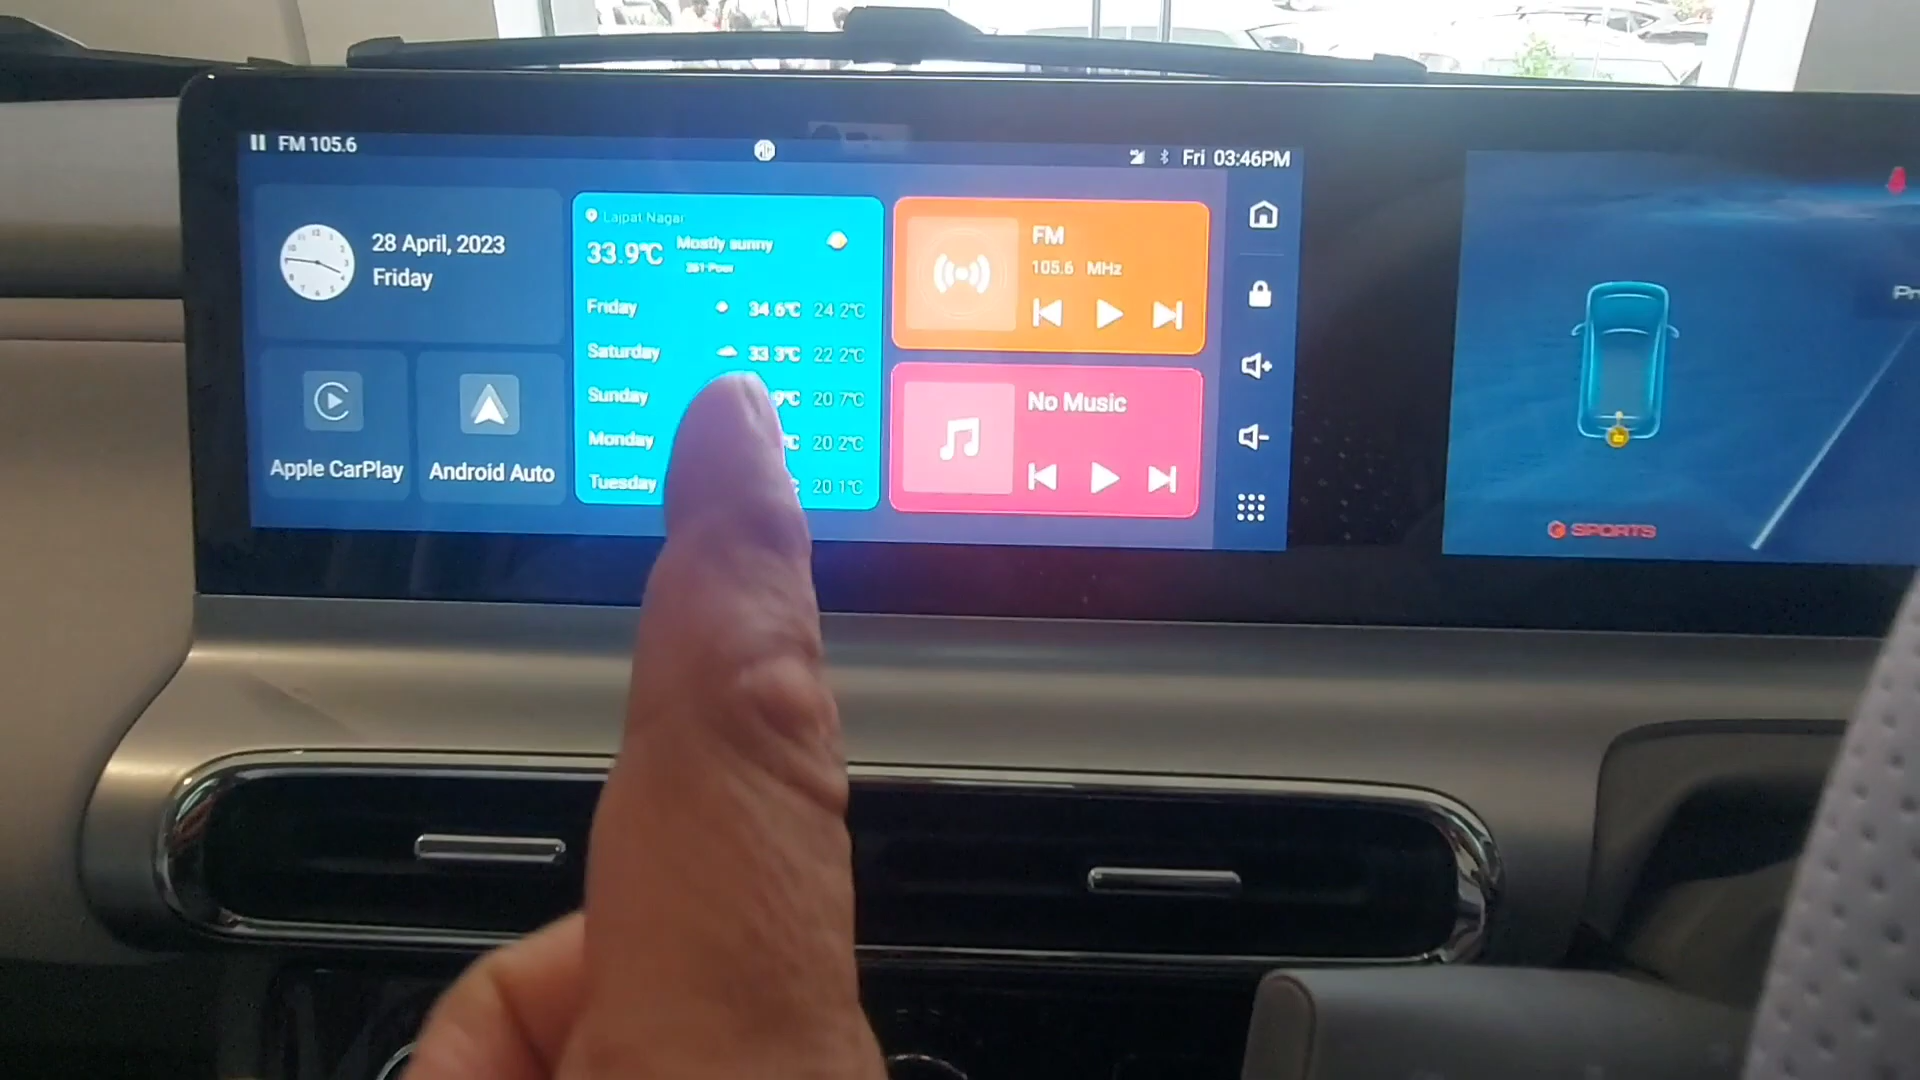 FM 105.6
Fri 03:46PM
28 April, 2023
Friday
Apple CarPlay
Android Auto
Lajpat Nagar
33.9°C Mostly sunny
Poor
Friday 34.6°C 24.2°C
Saturday 33.3°C 22.2°C
Sunday 9°C 20.7°C
Monday °C 20.2°C
Tuesday 20.1°C
FM
105.6 MHz
No Music
SPORTS